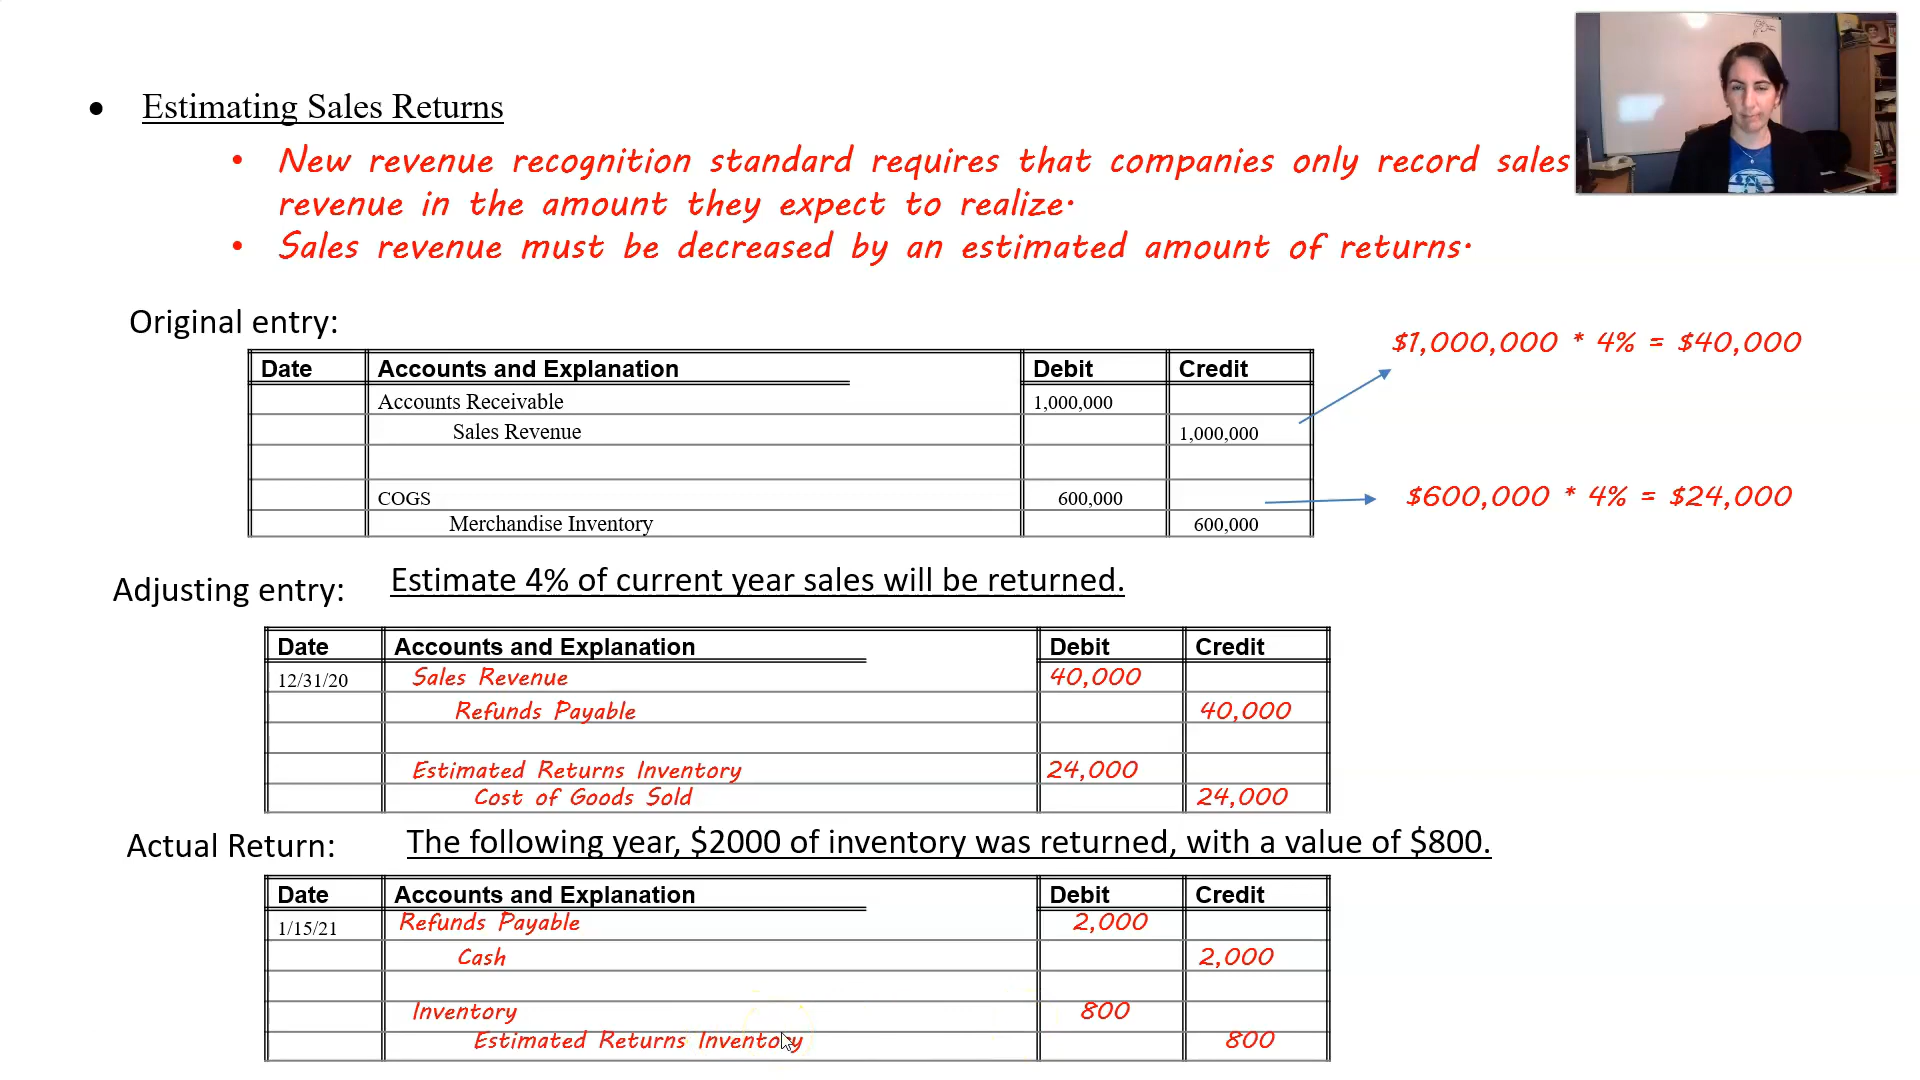 • Estimating Sales Returns
• New revenue recognition standard requires that companies only record sales
revenue in the amount they expect to realize.
• Sales revenue must be decreased by an estimated amount of returns.
Original entry:
$1,000,000 * 4% = $40,000
Date Accounts and Explanation Debit Credit
Accounts Receivable 1,000,000
Sales Revenue 1,000,000
COGS 600,000
$600,000 * 4% = $24,000
Merchandise Inventory 600,000
Adjusting entry: Estimate 4% of current year sales will be returned.
Date Accounts and Explanation Debit Credit
12/31/20 Sales Revenue 40,000
Refunds Payable 40,000
Estimated Returns Inventory 24,000
Cost of Goods Sold 24,000
Actual Return: The following year, $2000 of inventory was returned, with a value of $800.
Date Accounts and Explanation Debit Credit
1/15/21 Refunds Payable 2,000
Cash 2,000
Inventory 800
Estimated Returns Inventory 800